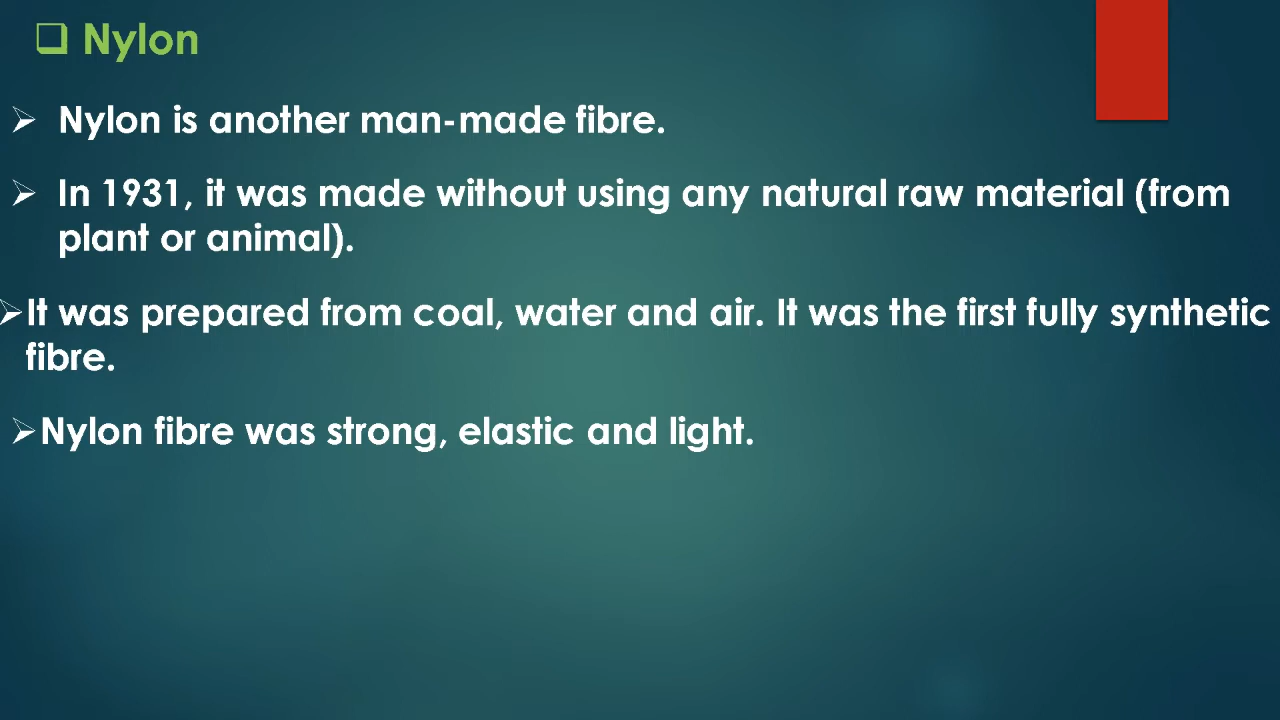 Nylon
Nylon is another man-made fibre.
In 1931, it was made without using any natural raw material (from
plant or animal).
It was prepared from coal, water and air. It was the first fully synthetic
fibre.
Nylon fibre was strong, elastic and light.